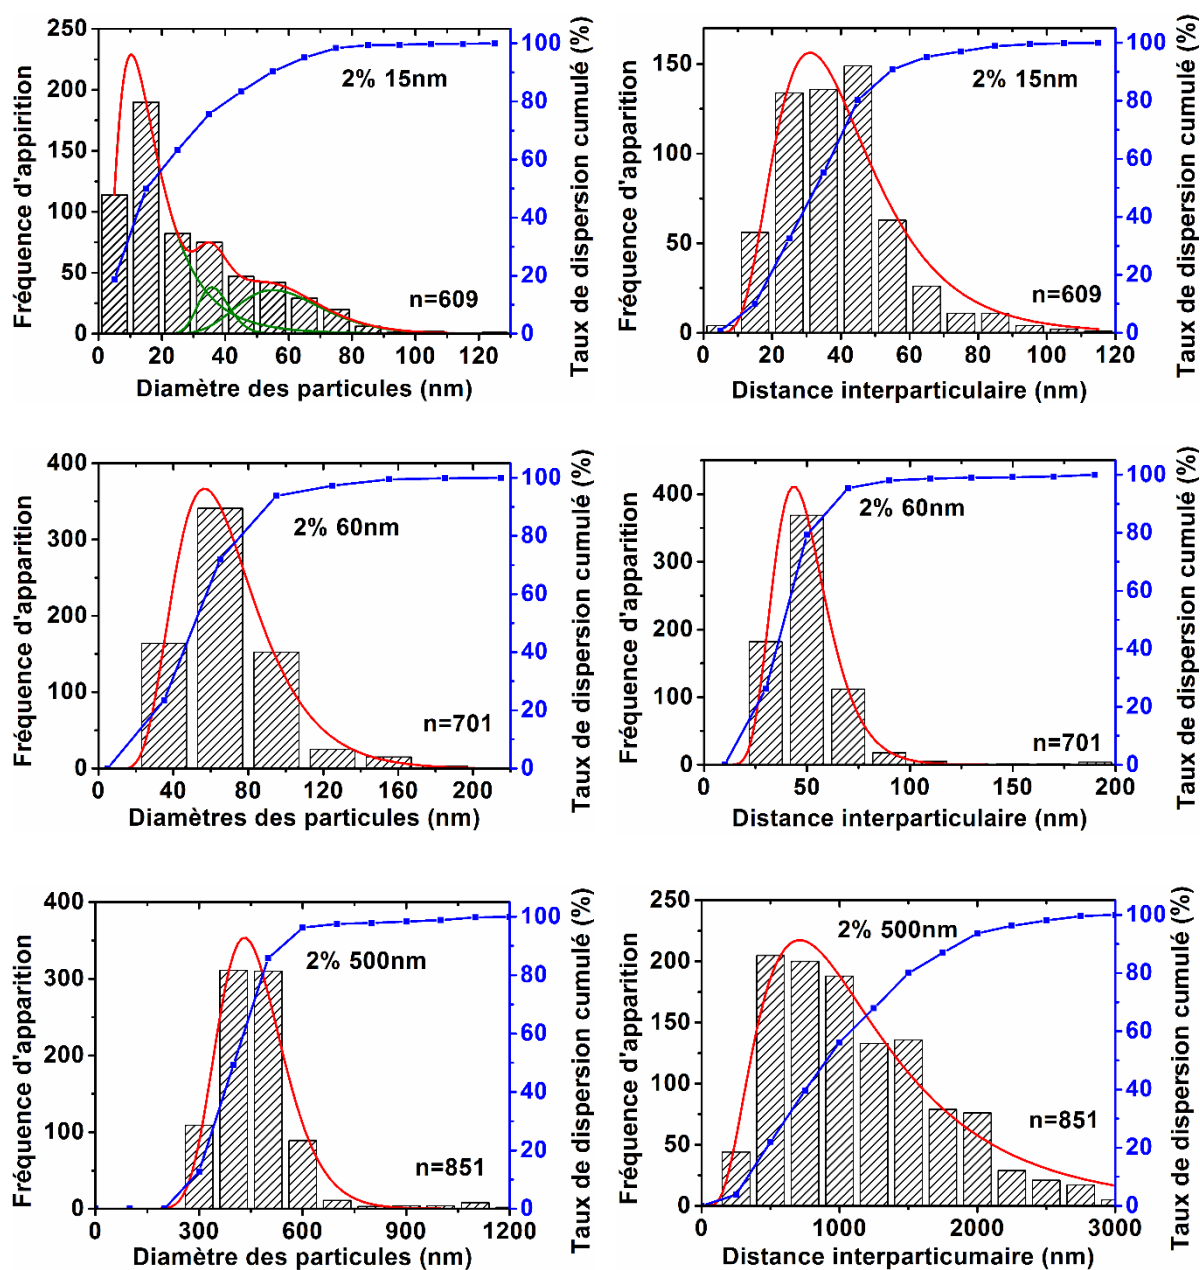 Fréquence d'appirition
250
200
150
100
50
0
0 20 40 60 80 100 120
Diamètre des particules (nm)
2% 15nm
n=609
100
80
60
40
20
0
Taux de dispersion cumulé (%)
Fréquence d'apparition
150
100
50
0
0 20 40 60 80 100 120
Distance interparticulaire (nm)
2% 15nm
n=609
100
80
60
40
20
0
Taux de dispersion cumulé (%)
Fréquence d'apparition
400
300
200
100
0
0 40 80 120 160 200
Diamètres des particules (nm)
2% 60nm
n=701
100
80
60
40
20
0
Taux de dispersion cumulé (%)
Fréquence d'apparition
400
300
200
100
0
0 50 100 150 200
Distance interparticulaire (nm)
2% 60nm
n=701
100
80
60
40
20
0
Taux de dispersion cumulé (%)
Fréquence d'apparition
400
300
200
100
0
300 600 900 1200
Diamètre des particules (nm)
2% 500nm
n=851
100
80
60
40
20
0
Taux de dispersion cumulé (%)
Fréquence d'apparition
250
200
150
100
50
0
0 1000 2000 3000
Distance interparticumaire (nm)
2% 500nm
n=851
100
80
60
40
20
0
Taux de dispersion cumulé (%)